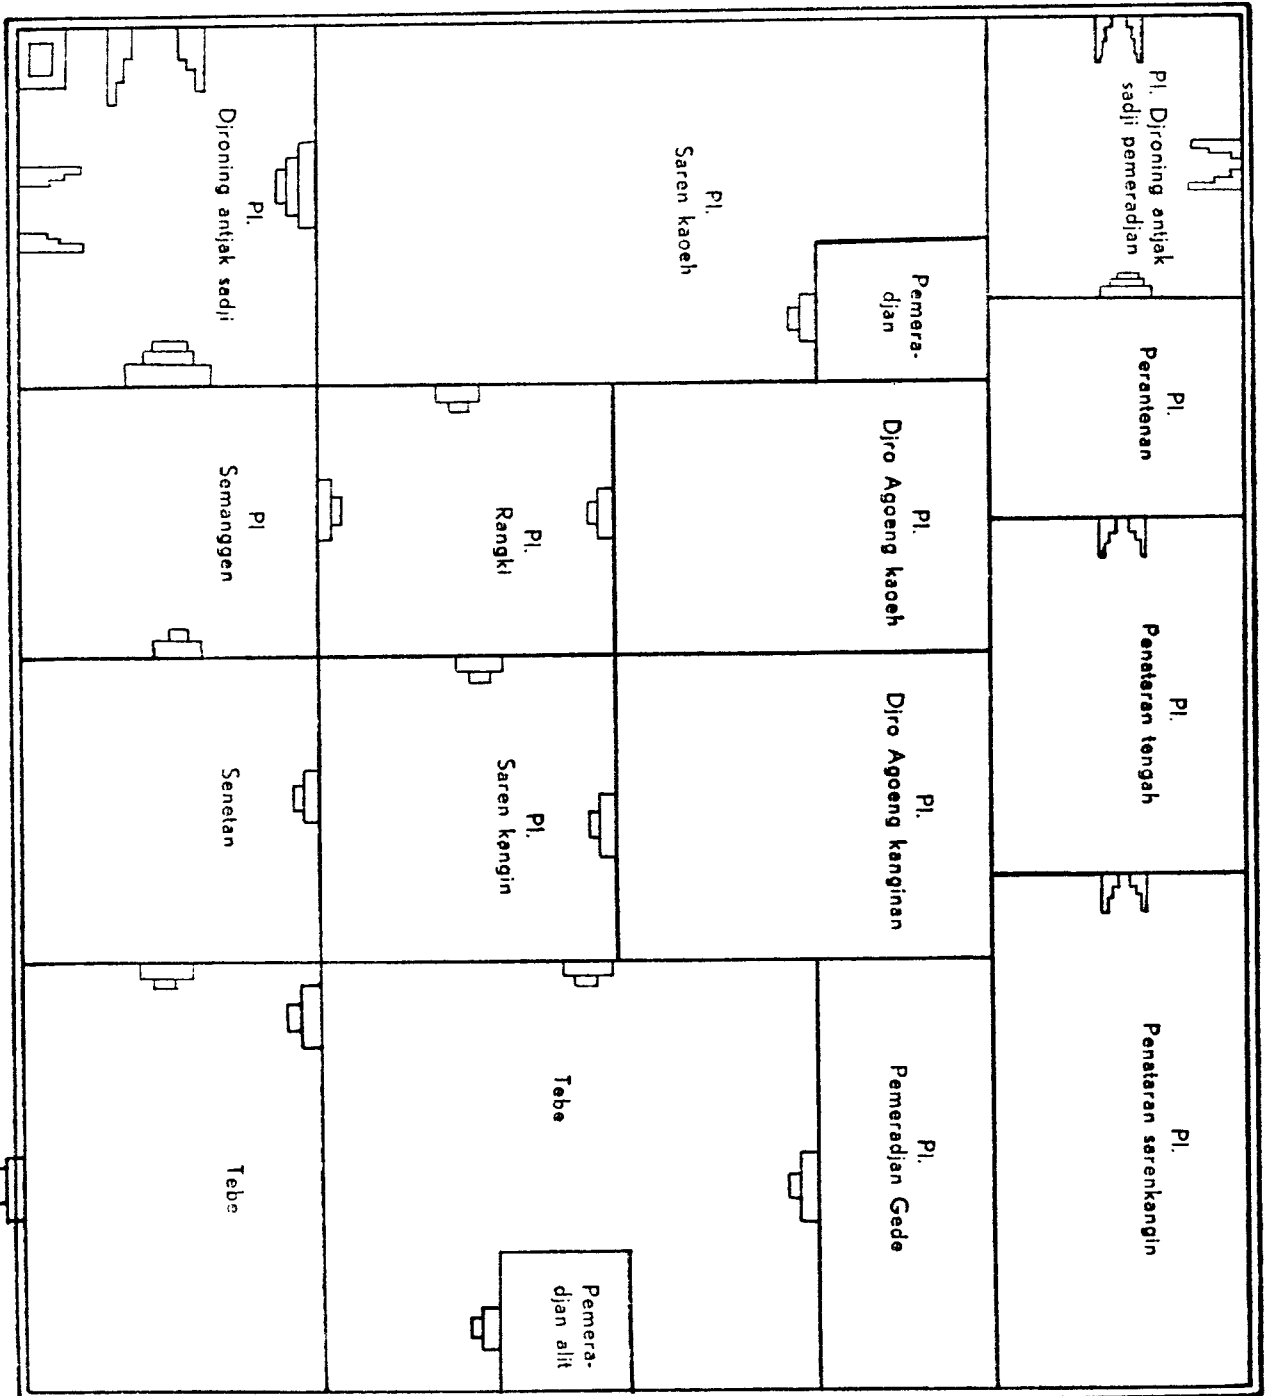 Pl. Djroning antjak
sadji pemeradjan
Pl.
Perantenan
Pl.
Penataran tengah
Pl.
Penataran sarenkangin
Pemera-
djan
Pl.
Djro Agoeng kaoeh
Pl.
Djro Agoeng kanginan
Pl.
Pemeradjan Gede
Pl.
Saren kaoeh
Pl.
Rangki
Pl.
Saren kangin
Tebe
Pemera-
djan alit
Pl.
Djroning antjak sadji
Pl
Semanggen
Senetan
Tebe